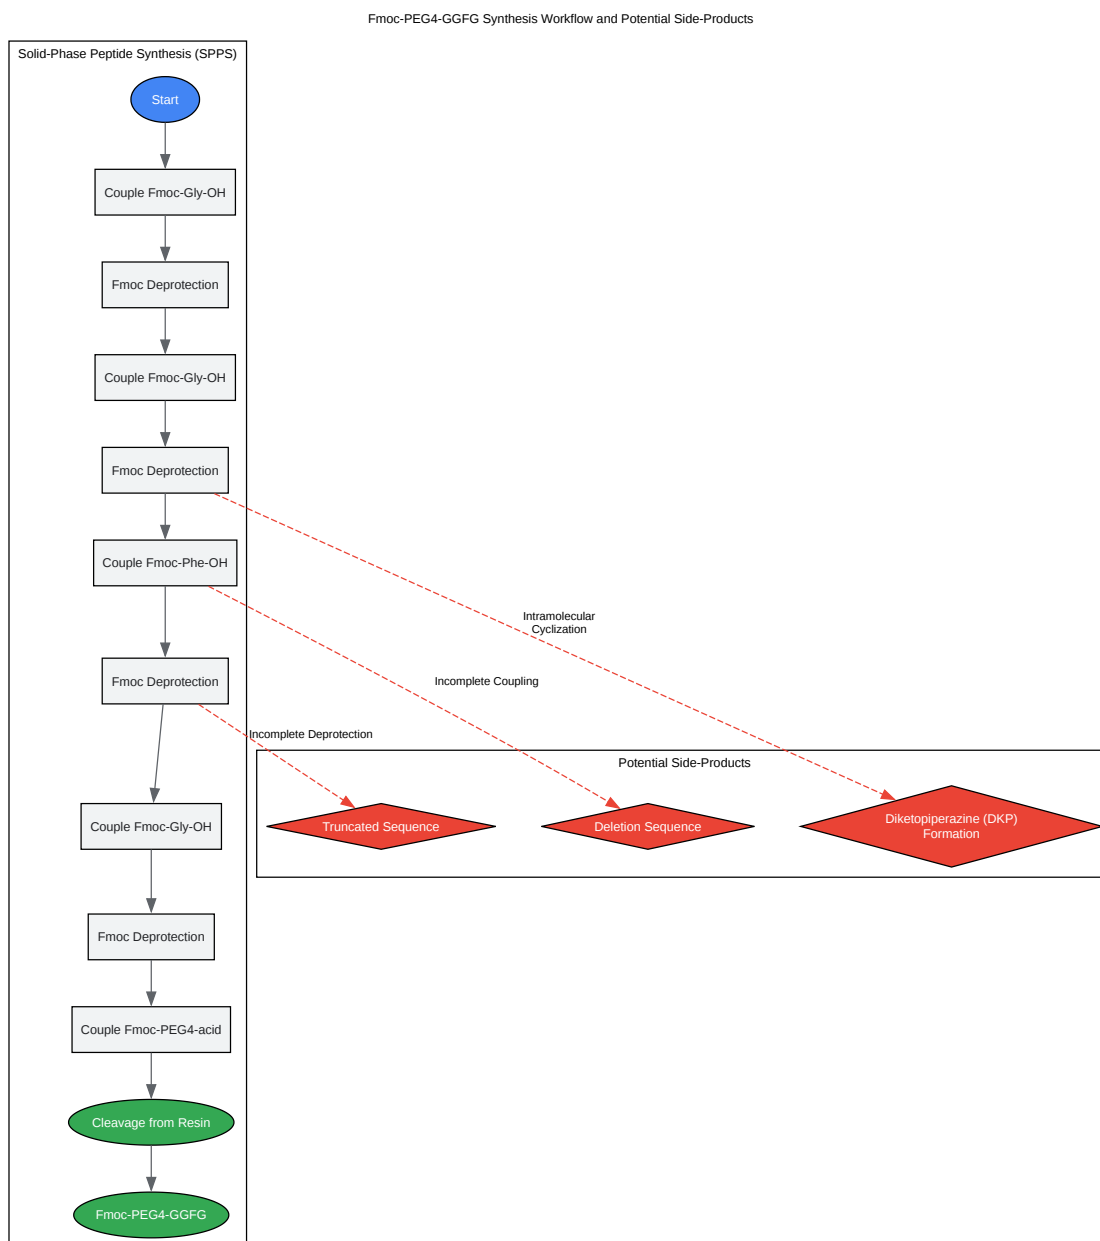 Fmoc-PEG4-GGFG Synthesis Workflow and Potential Side-Products
Solid-Phase Peptide Synthesis (SPPS)
Start
Couple Fmoc-Gly-OH
Fmoc Deprotection
Couple Fmoc-Gly-OH
Fmoc Deprotection
Couple Fmoc-Phe-OH
Intramolecular
Cyclization
Fmoc Deprotection
Incomplete Coupling
Incomplete Deprotection
Potential Side-Products
Couple Fmoc-Gly-OH
Truncated Sequence
Deletion Sequence
Diketopiperazine (DKP)
Formation
Fmoc Deprotection
Couple Fmoc-PEG4-acid
Cleavage from Resin
Fmoc-PEG4-GGFG